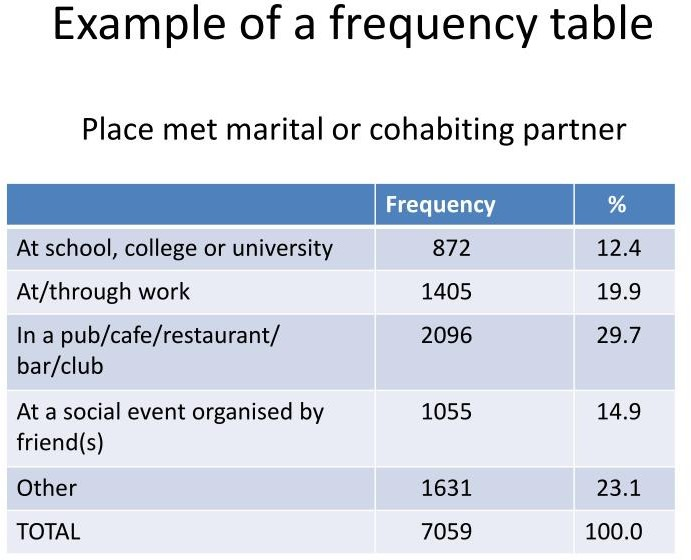 Example of a frequency table
Place met marital or cohabiting partner
Frequency %
At school, college or university 872 12.4
At/through work 1405 19.9
In a pub/cafe/restaurant/ 2096 29.7
bar/club
At a social event organised by 1055 14.9
friend(s)
Other 1631 23.1
TOTAL 7059 100.0